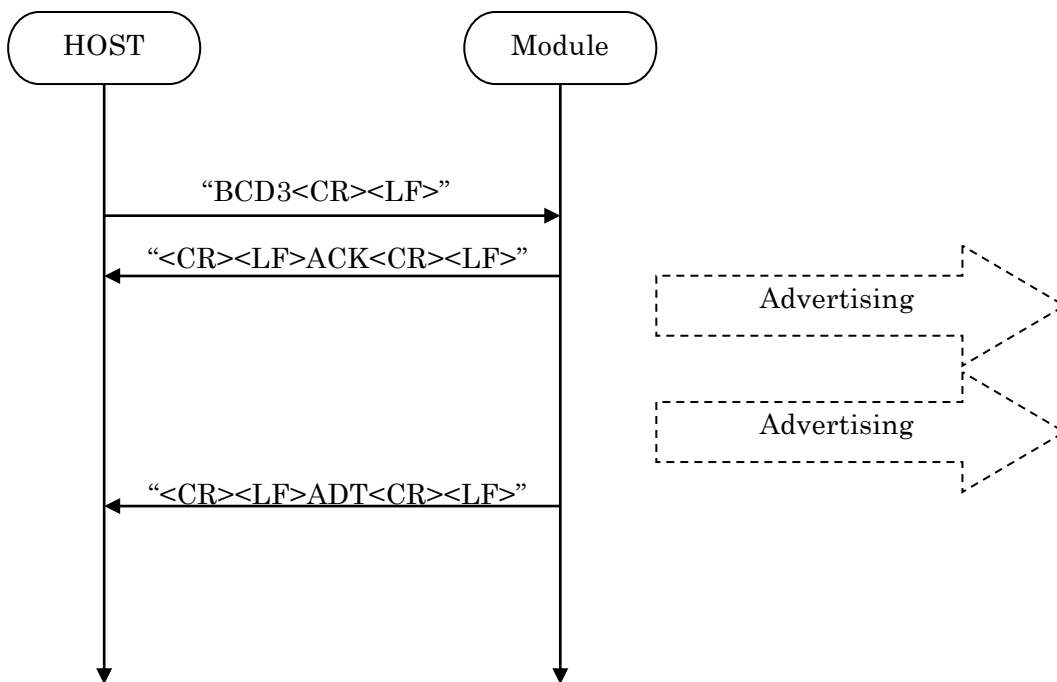 HOST
Module
“BCD3<CR><LF>”
“<CR><LF>ACK<CR><LF>”
Advertising
Advertising
“<CR><LF>ADT<CR><LF>”